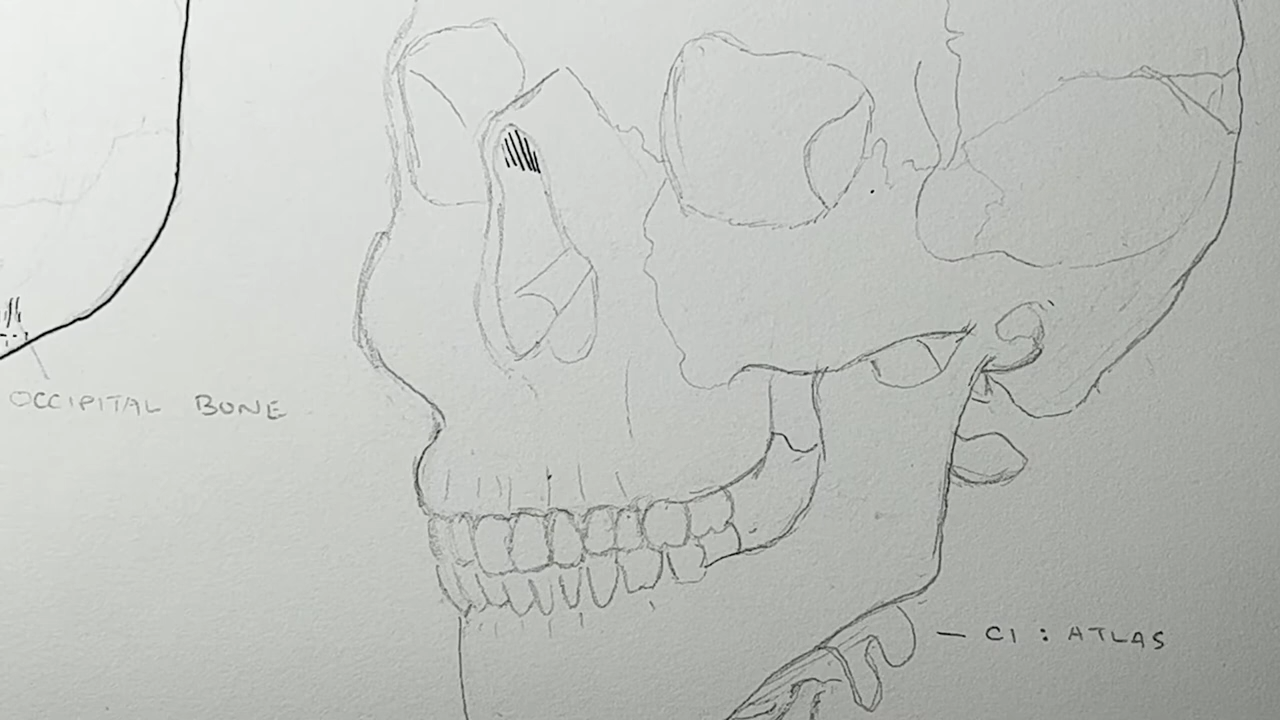 OCCIPITAL BONE
— C1 : ATLAS